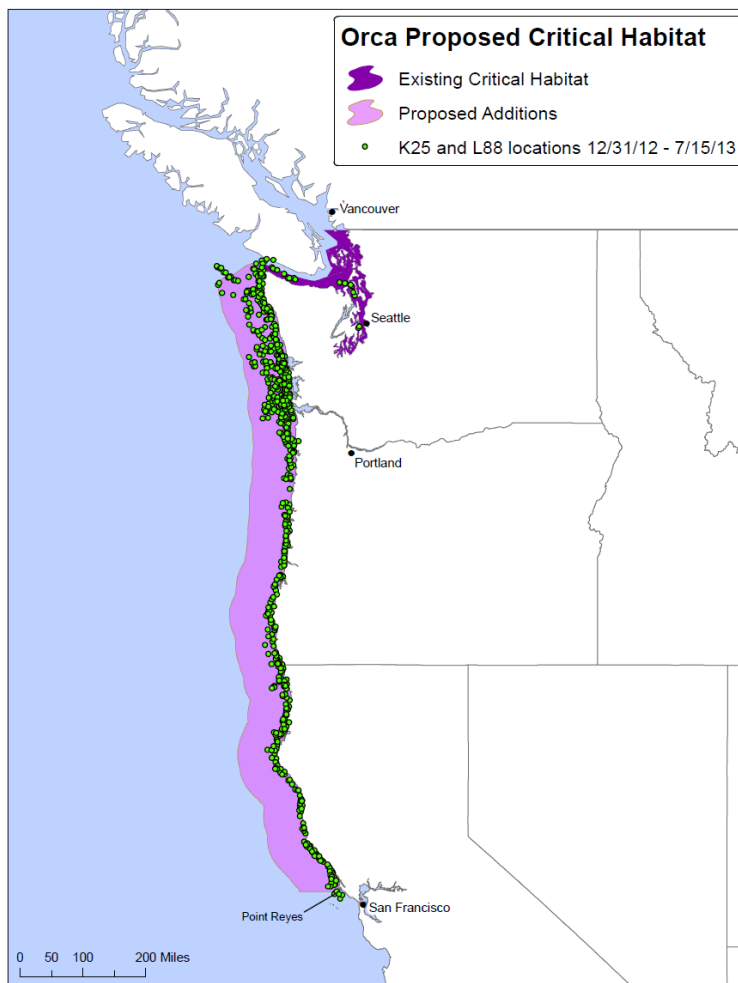 Orca Proposed Critical Habitat
Existing Critical Habitat
Proposed Additions
K25 and L88 locations 12/31/12 - 7/15/13
Vancouver
Seattle
Portland
Point Reyes
San Francisco
0 50 100 200 Miles